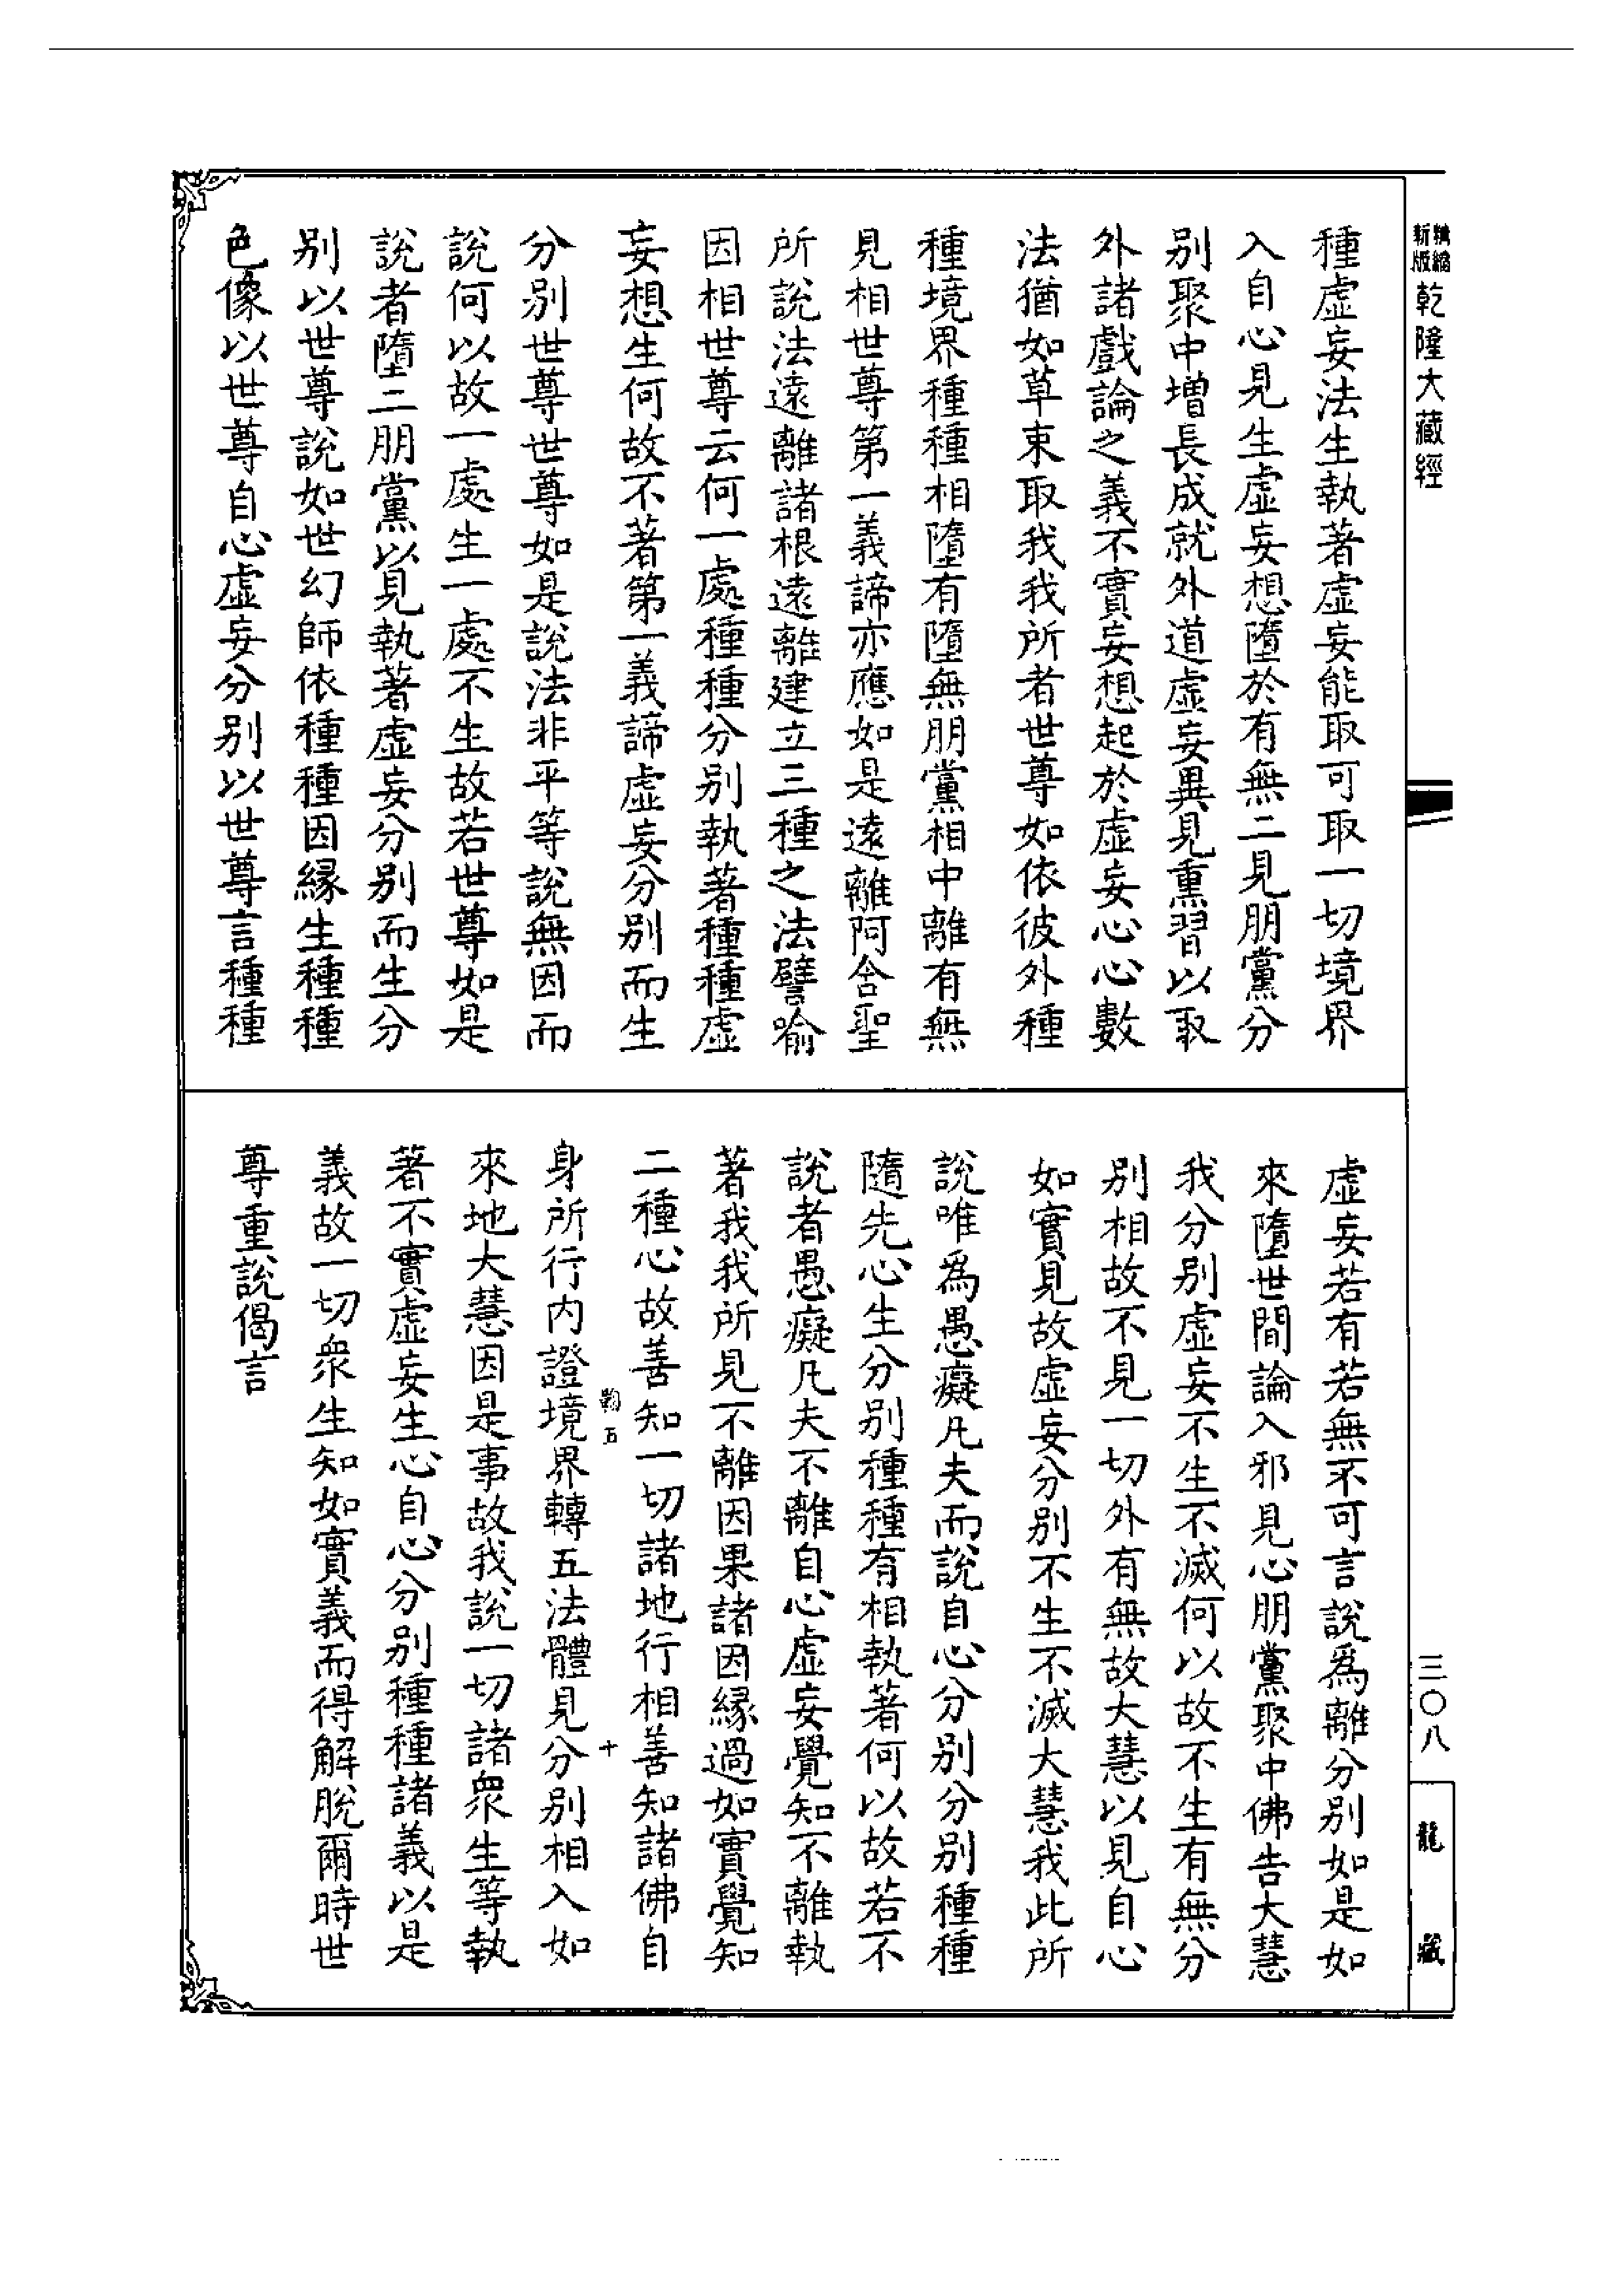 精縮新版乾隆大藏經
種虛妄法生執著虛妄能取可取一切境界
入自心見生虛妄想墮於有無二見朋黨分
別聚中增長成就外道虛妄異見熏習以取
外諸戲論之義不實妄想起於虛妄心心數
法猶如草束取我我所者世尊如依彼外種
種境界種種相墮有墮無朋黨相中離有無
見相世尊第一義諦亦應如是遠離阿含聖
所說法遠離諸根遠離建立三種之法譬喻
因相世尊云何一處種種分別執著種種虛
妄想生何故不著第一義諦虛妄分別而生
分別世尊世尊如是說法非平等說無因而
說何以故一處生一處不生故若世尊如是
說者墮二朋黨以見執著虛妄分別而生分
別以世尊說如世幻師依種種因緣生種種
色像以世尊自心虛妄分別以世尊言種種
虛妄若有若無不可言說為離分別如是如
來墮世間論入邪見心朋黨聚中佛告大慧
我分別虛妄不生不滅何以故不生有無分
別相故不見一切外有無故大慧以見自心
如實見故虛妄分別不生不滅大慧我此所
說唯為愚癡凡夫而說自心分別分別種種
隨先心生分別種種有相執著何以故若不
說者愚癡凡夫不離自心虛妄覺知不離執
著我我所見不離因果諸因緣過如實覺知
二種心故善知一切諸地行相善知諸佛自
身所行內證境界轉五法體見分別相入如
來地大慧因是事故我說一切諸眾生等執
著不實虛妄生心自心分別種種諸義以是
義故一切眾生知如實義而得解脫爾時世
尊重說偈言
五
十
三〇八
龍藏